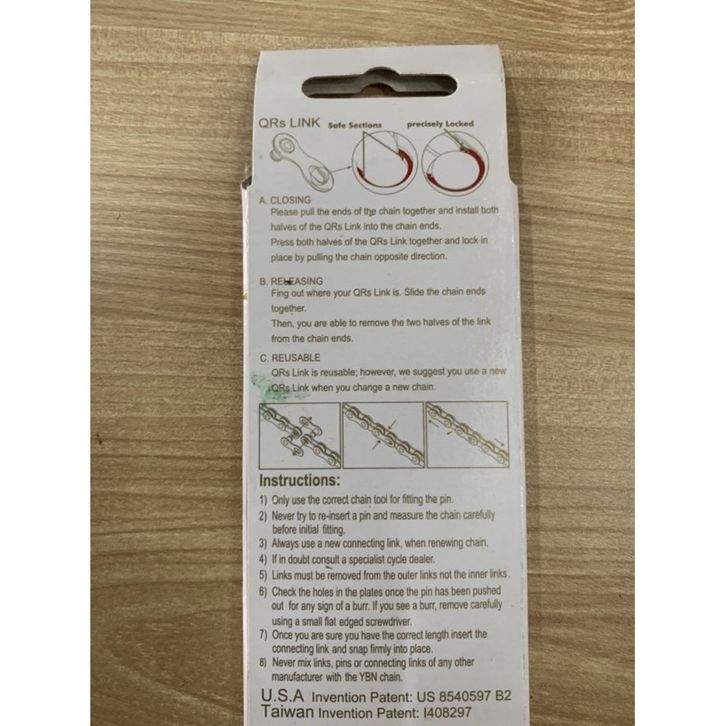 QRs LINK Safe Sections precisely Locked
A. CLOSING
Please pull the ends of the chain together and install both
halves of the QRs Link into the chain ends.
Press both halves of the QRs Link together and lock-in
place by pulling the chain opposite direction.
B. RELEASING
Fing out where your QRs Link is. Slide the chain ends
together.
Then, you are able to remove the two halves of the link
from the chain ends.
C. REUSABLE
QRs Link is reusable; however, we suggest you use a new
QRs Link when you change a new chain.
Instructions:
1) Only use the correct chain tool for fitting the pin.
2) Never try to re-insert a pin and measure the chain carefully
before initial fitting.
3) Always use a new connecting link, when renewing chain.
4) If in doubt consult a specialist cycle dealer.
5) Links must be removed from the outer links not the inner links.
6) Check the holes in the plates once the pin has been pushed
out for any sign of a burr. If you see a burr, remove carefully
using a small flat edged screwdriver.
7) Once you are sure you have the correct length insert the
connecting link and snap firmly into place.
8) Never mix links, pins or connecting links of any other
manufacturer with the YBN chain.
U.S.A Invention Patent: US 8540597 B2
Taiwan Invention Patent: I408297